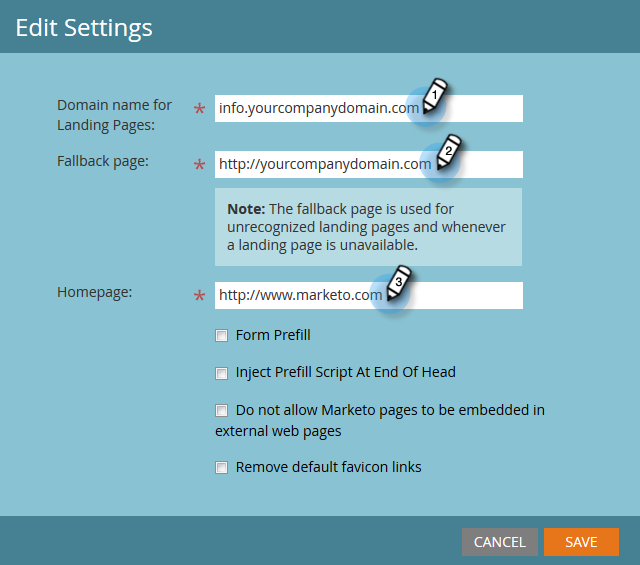 Edit Settings
Domain name for
Landing Pages:
* info.yourcompanydomain.com 1
Fallback page: * http://yourcompanydomain.com 2
Note: The fallback page is used for
unrecognized landing pages and whenever
a landing page is unavailable.
Homepage: * http://www.marketo.com 3
Form Prefill
Inject Prefill Script At End Of Head
Do not allow Marketo pages to be embedded in
external web pages
Remove default favicon links
CANCEL SAVE